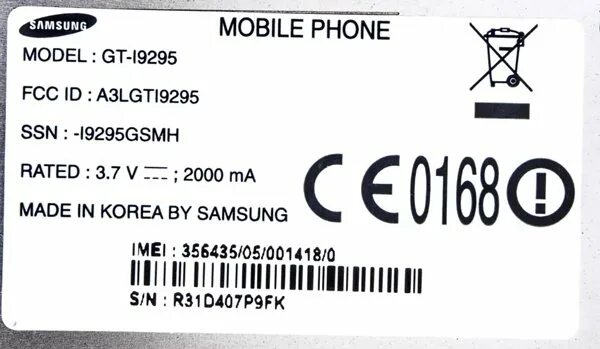 SAMSUNG
MOBILE PHONE
MODEL : GT-I9295
FCC ID : A3LGTI9295
SSN : -I9295GSMH
RATED : 3.7 V ⎓ ; 2000 mA
MADE IN KOREA BY SAMSUNG
CE0168
IMEI : 356435/05/001418/0
S/N : R31D407P9FK